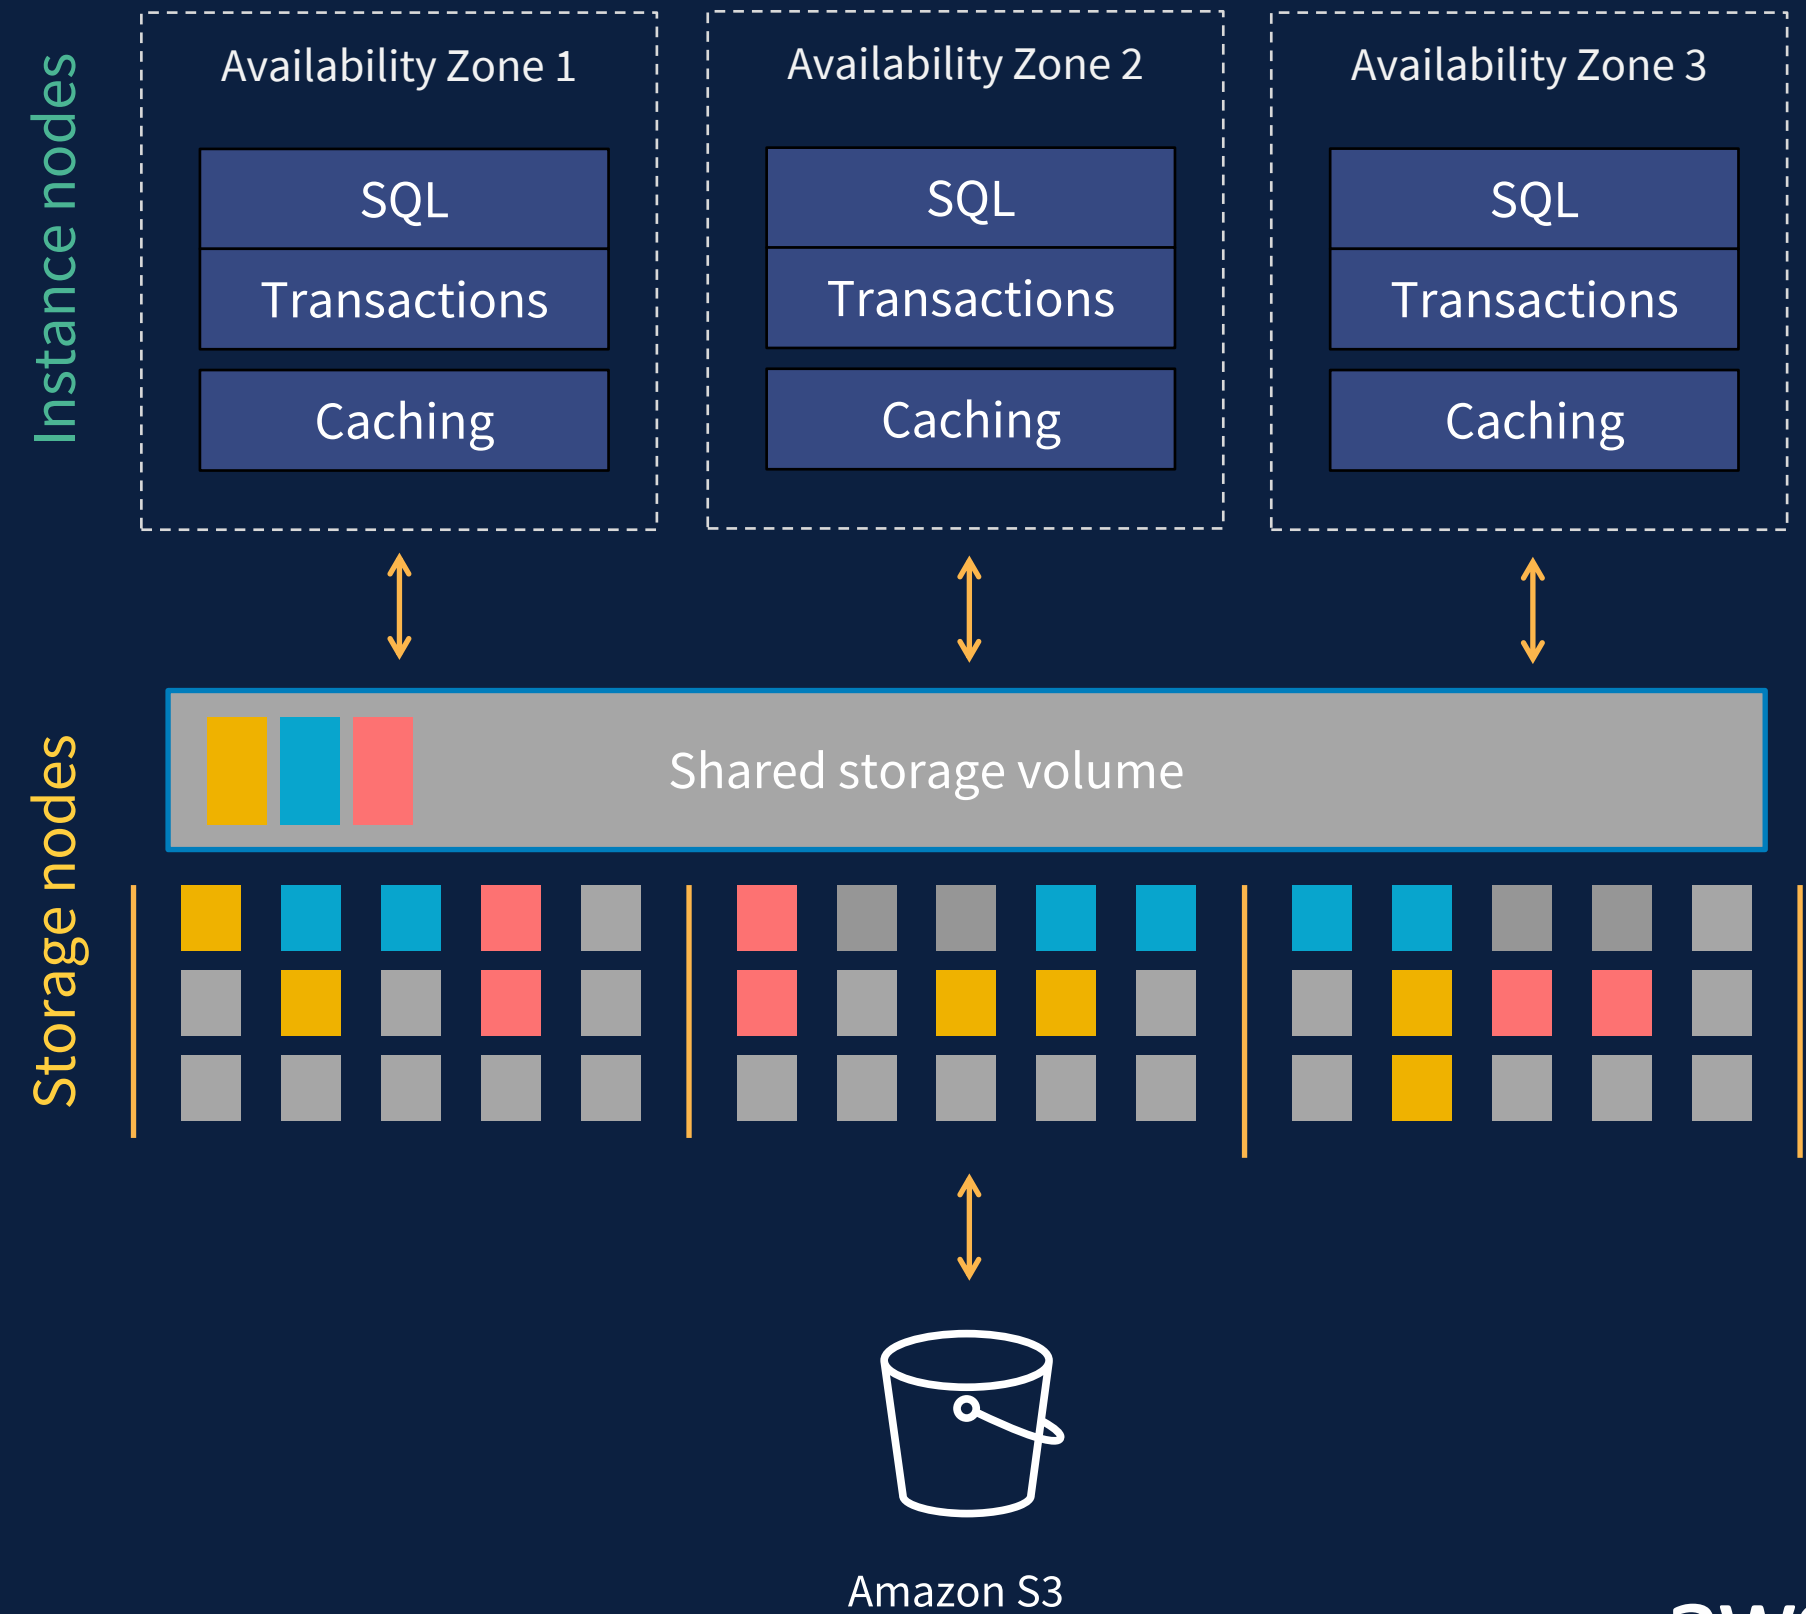 Instance nodes
Availability Zone 1
SQL
Transactions
Caching
Availability Zone 2
SQL
Transactions
Caching
Availability Zone 3
SQL
Transactions
Caching
Storage nodes
Shared storage volume
Amazon S3